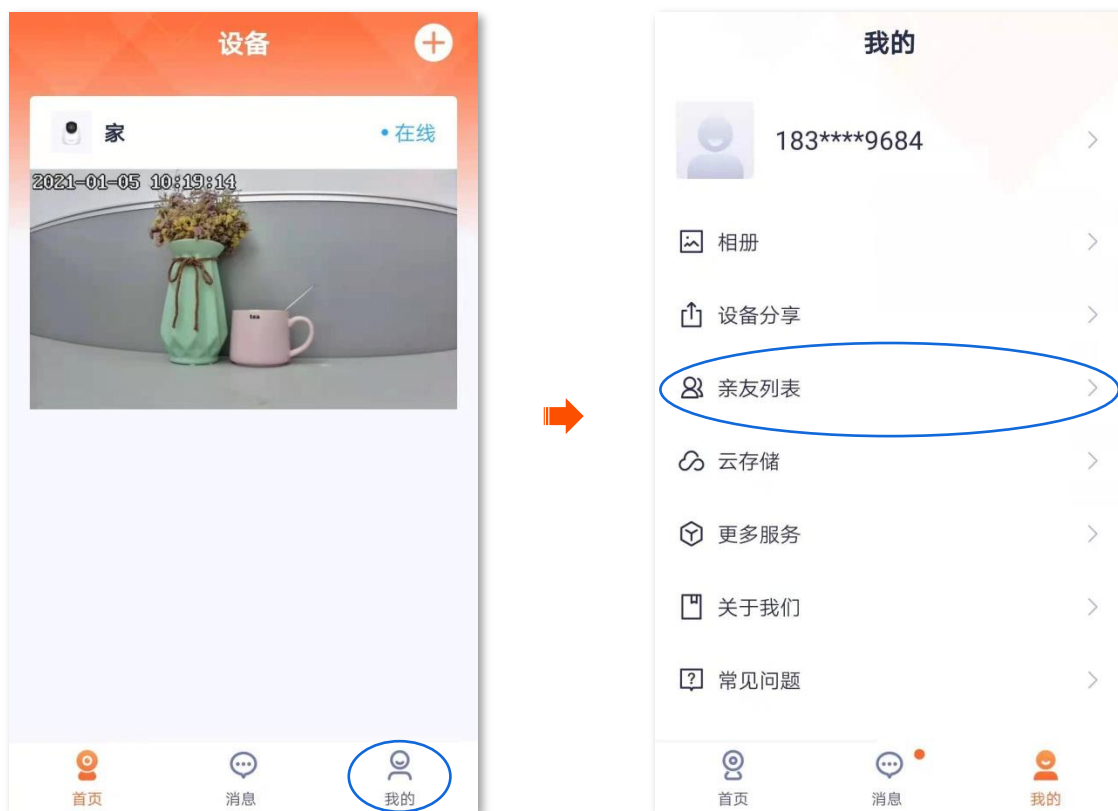 设备
家
在线
2021-01-05 10:19:14
tea
首页
消息
我的
我的
183****9684
相册
设备分享
亲友列表
云存储
更多服务
关于我们
常见问题
首页
消息
我的